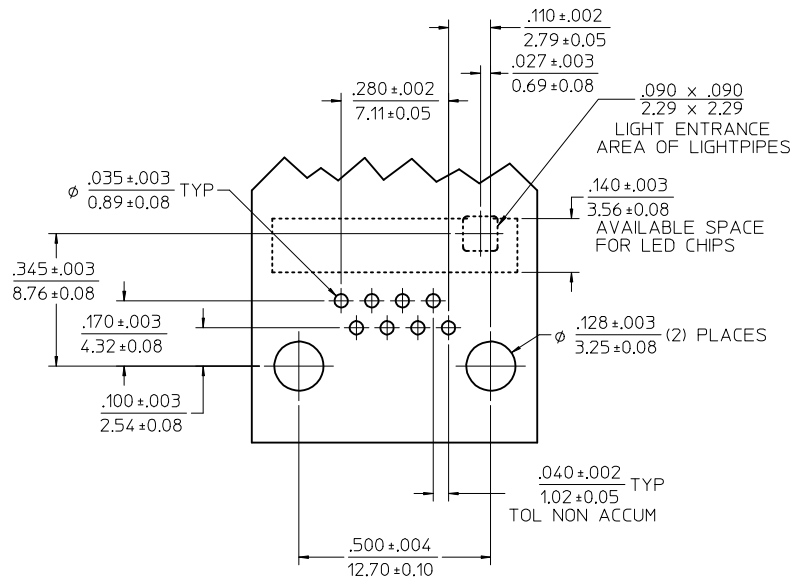 .110 ±.002
2.79 ±0.05
.027 ±.003
0.69 ±0.08
.280 ±.002
7.11 ±0.05
.090 x .090
2.29 x 2.29
LIGHT ENTRANCE
AREA OF LIGHTPIPES
ø .035 ±.003 TYP
0.89 ±0.08
.140 ±.003
3.56 ±0.08
AVAILABLE SPACE
FOR LED CHIPS
.345 ±.003
8.76 ±0.08
.170 ±.003
4.32 ±0.08
ø .128 ±.003 (2) PLACES
3.25 ±0.08
.100 ±.003
2.54 ±0.08
.040 ±.002 TYP
1.02 ±0.05
TOL NON ACCUM
.500 ±.004
12.70 ±0.10